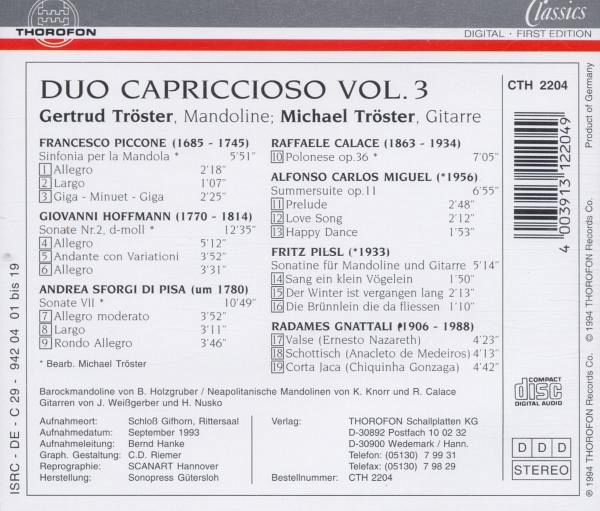 THOROFON
Classics
DIGITAL · FIRST EDITION
DUO CAPRICCIOSO VOL. 3
CTH 2204
Gertrud Tröster, Mandoline; Michael Tröster, Gitarre
FRANCESCO PICCONE (1685 - 1745)
Sinfonia per la Mandola * 5'51"
1 Allegro 2'18"
2 Largo 1'07"
3 Giga - Minuet - Giga 2'25"
GIOVANNI HOFFMANN (1770 - 1814)
Sonate Nr.2, d-moll * 12'35"
4 Allegro 5'12"
5 Andante con Variationi 3'52"
6 Allegro 3'31"
ANDREA SFORGI DI PISA (um 1780)
Sonate VII * 10'49"
7 Allegro moderato 3'52"
8 Largo 3'11"
9 Rondo Allegro 3'46"
* Bearb. Michael Tröster
RAFFAELE CALACE (1863 - 1934)
10 Polonese op.36 * 7'05"
ALFONSO CARLOS MIGUEL (*1956)
Summersuite op.11 6'55"
11 Prelude 2'48"
12 Love Song 2'12"
13 Happy Dance 1'53"
FRITZ PILSL (*1933)
Sonatine für Mandoline und Gitarre 5'14"
14 Sang ein klein Vögelein 1'50"
15 Der Winter ist vergangen lang 2'13"
16 Die Brünnlein die da fliessen 1'10"
RADAMES GNATTALI (*1906 - 1988)
17 Valse (Ernesto Nazareth) 4'23"
18 Schottisch (Anacleto de Medeiros) 4'13"
19 Corta Jaca (Chiquinha Gonzaga) 4'42"
Barockmandoline von B. Holzgruber / Neapolitanische Mandolinen von K. Knorr und R. Calace
Gitarren von J. Weißgerber und H. Nusko
Aufnahmeort: Schloß Gifhorn, Rittersaal
Aufnahmedatum: September 1993
Aufnahmeleitung: Bernd Hanke
Graph. Gestaltung: C.D. Riemer
Reprographie: SCANART Hannover
Herstellung: Sonopress Gütersloh
Verlag: THOROFON Schallplatten KG
D-30892 Postfach 10 02 32
D-30900 Wedemark / Hann.
Telefon: (05130) 7 99 31
Telefax: (05130) 7 98 29
Bestellnummer: CTH 2204
COMPACT
disc
DIGITAL AUDIO
D D D
STEREO
4 003913 122049
Product of Germany
© 1994 THOROFON Records Co.
℗ 1994 THOROFON Records Co.
ISRC - DE - C 29 - 942 04 01 bis 19